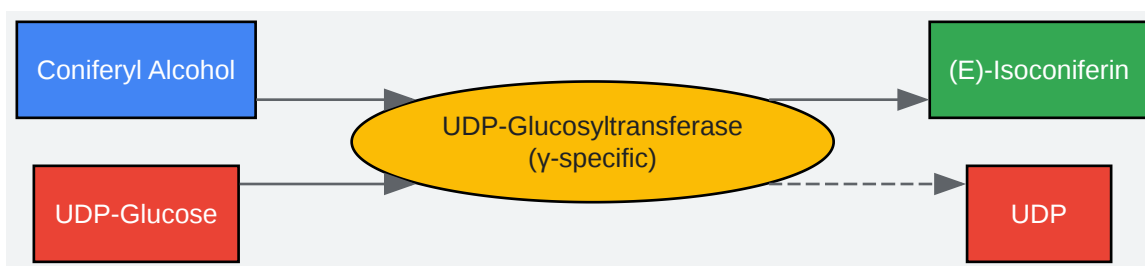 Coniferyl Alcohol
(E)-Isoconiferin
UDP-Glucosyltransferase
(γ-specific)
UDP-Glucose
UDP